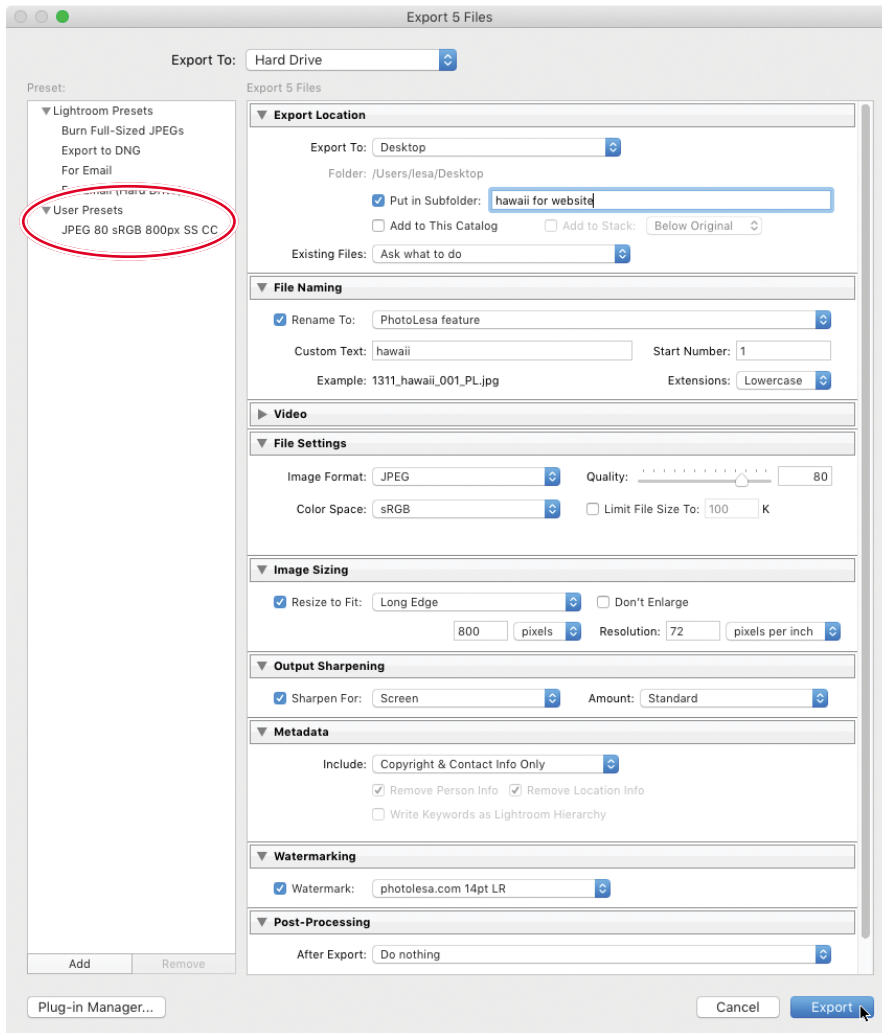 Export 5 Files
Export To: Hard Drive
Preset:
Export 5 Files
Lightroom Presets
Burn Full-Sized JPEGs
Export to DNG
For Email
For Email (Hard Drive)
User Presets
JPEG 80 sRGB 800px SS CC
Add Remove
Export Location
Export To: Desktop
Folder: /Users/lesa/Desktop
Put in Subfolder: hawaii for website
Add to This Catalog Add to Stack: Below Original
Existing Files: Ask what to do
File Naming
Rename To: PhotoLesa feature
Custom Text: hawaii Start Number: 1
Example: 1311_hawaii_001_PL.jpg Extensions: Lowercase
Video
File Settings
Image Format: JPEG Quality: 80
Color Space: sRGB Limit File Size To: 100 K
Image Sizing
Resize to Fit: Long Edge Don't Enlarge
800 pixels Resolution: 72 pixels per inch
Output Sharpening
Sharpen For: Screen Amount: Standard
Metadata
Include: Copyright & Contact Info Only
Remove Person Info Remove Location Info
Write Keywords as Lightroom Hierarchy
Watermarking
Watermark: photolesa.com 14pt LR
Post-Processing
After Export: Do nothing
Plug-in Manager... Cancel Export